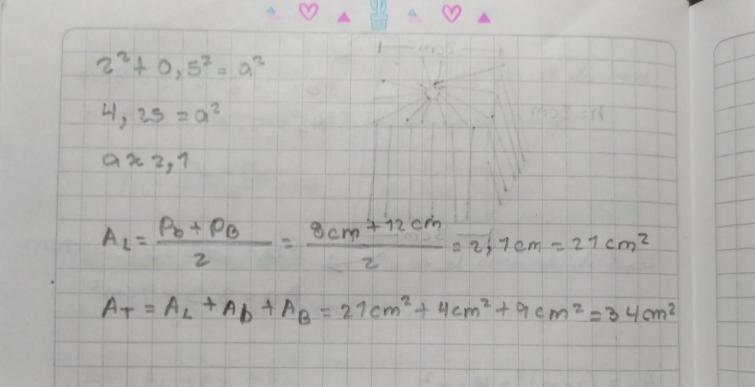 2² + 0,5² = a²
4,25 = a²
a ≈ 2,1
A_L = (P_b + P_B)/2 = (8cm + 12cm)/2 = 2,1cm = 21cm²
A_T = A_L + A_b + A_B = 21cm² + 4cm² + 9cm² = 34cm²